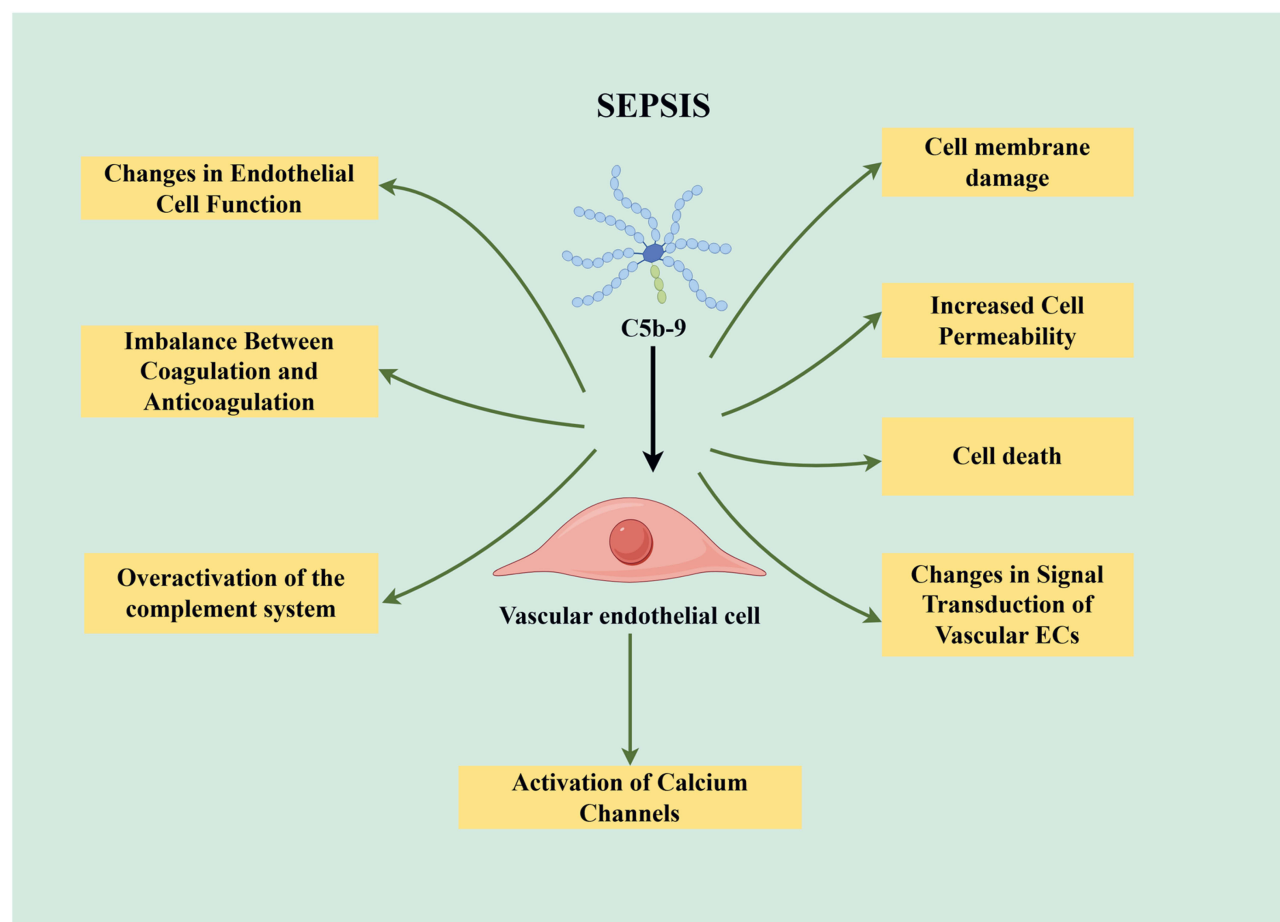 SEPSIS
C5b-9
Vascular endothelial cell
Changes in Endothelial
Cell Function
Imbalance Between
Coagulation and
Anticoagulation
Overactivation of the
complement system
Cell membrane
damage
Increased Cell
Permeability
Cell death
Changes in Signal
Transduction of
Vascular ECs
Activation of Calcium
Channels